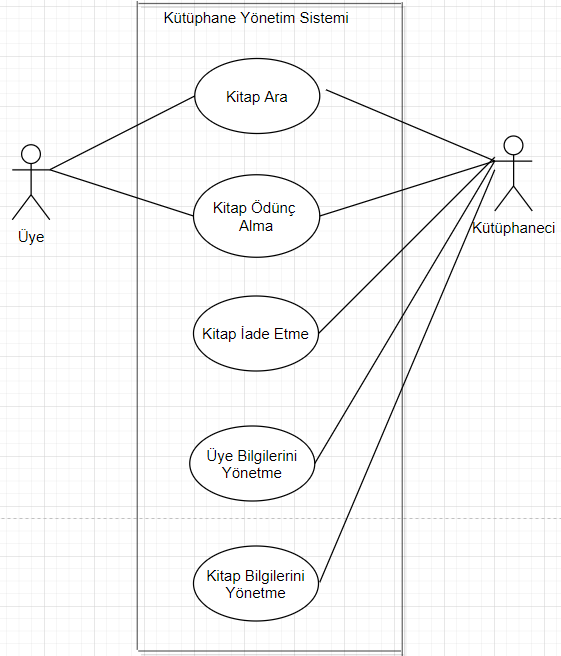 Kütüphane Yönetim Sistemi
Kitap Ara
Kitap Ödünç
Alma
Üye
Kütüphaneci
Kitap İade Etme
Üye Bilgilerini
Yönetme
Kitap Bilgilerini
Yönetme